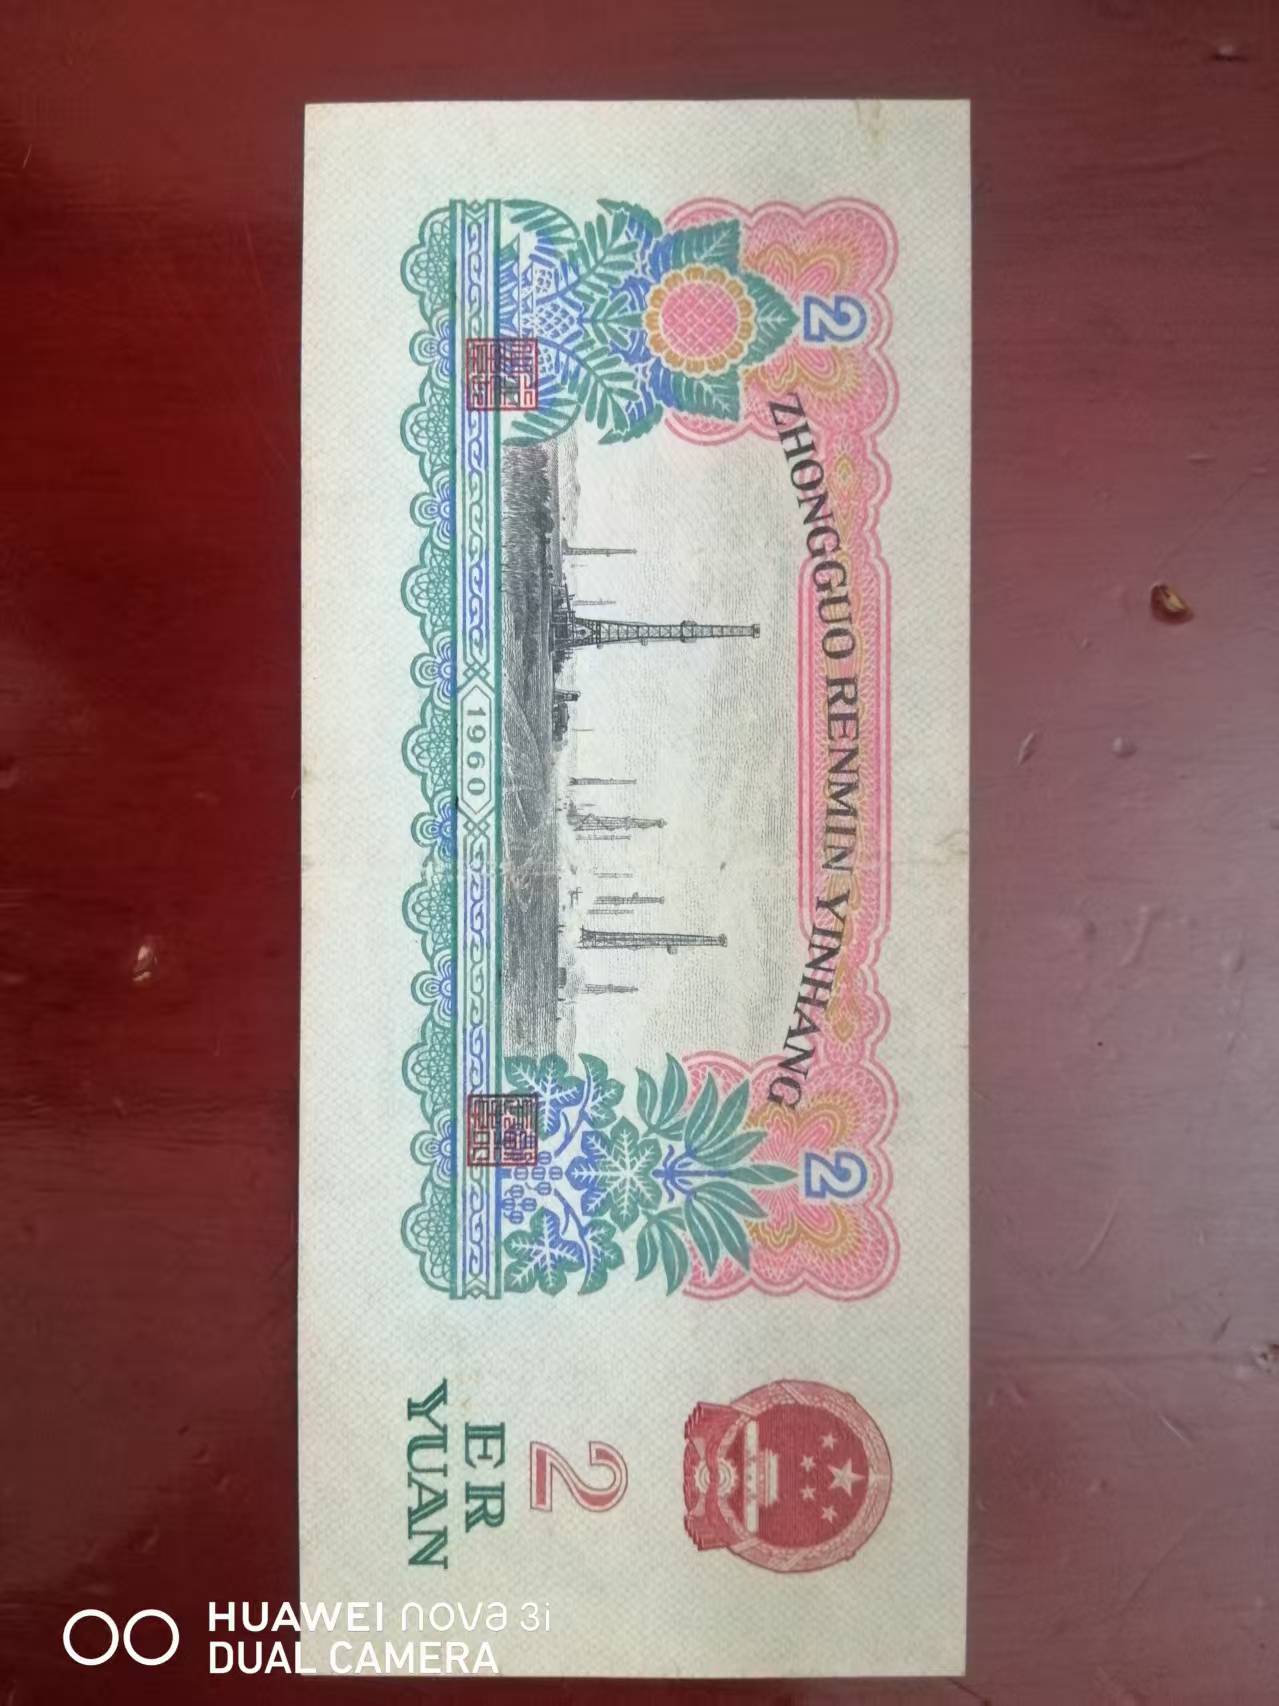 ZHONGGUO RENMIN YINHANG
2
2
1960
2
ER
YUAN
HUAWEI nova 3i
DUAL CAMERA